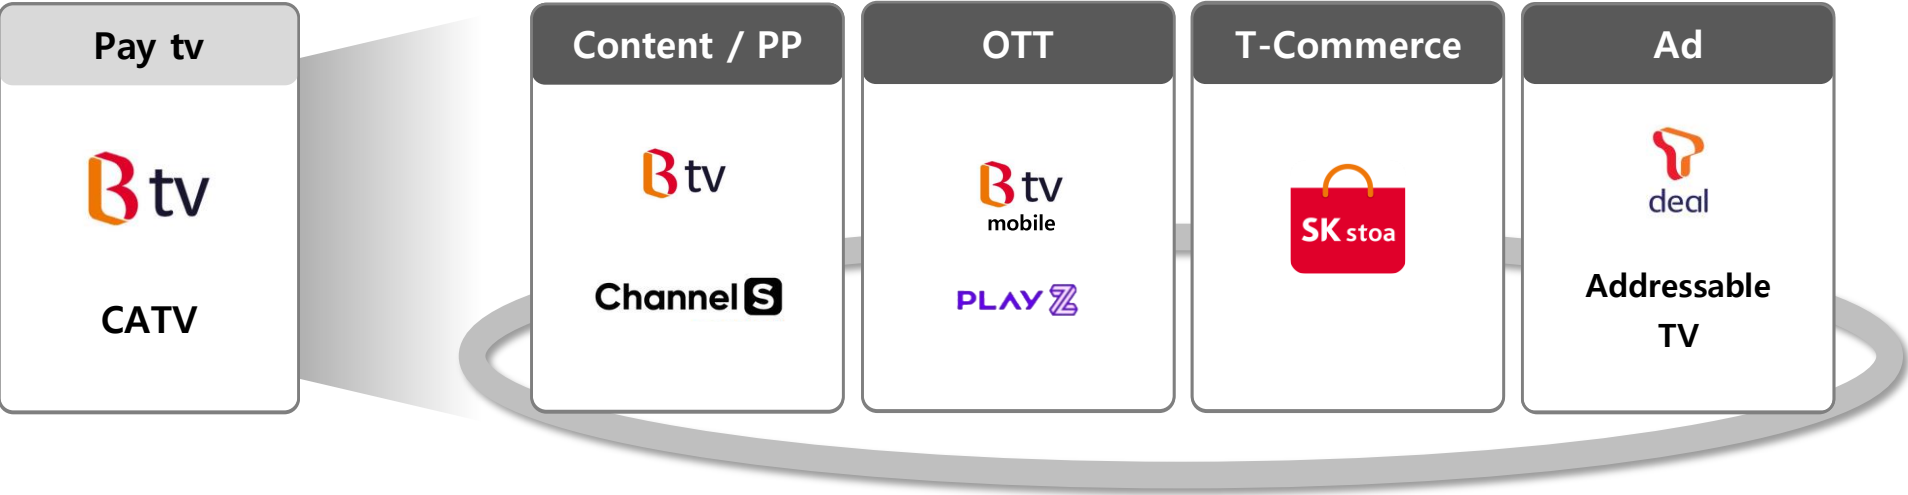 Pay tv
B tv
CATV
Content / PP
B tv
Channel S
OTT
B tv
mobile
PLAY Z
T-Commerce
SK stoa
Ad
T
deal
Addressable
TV